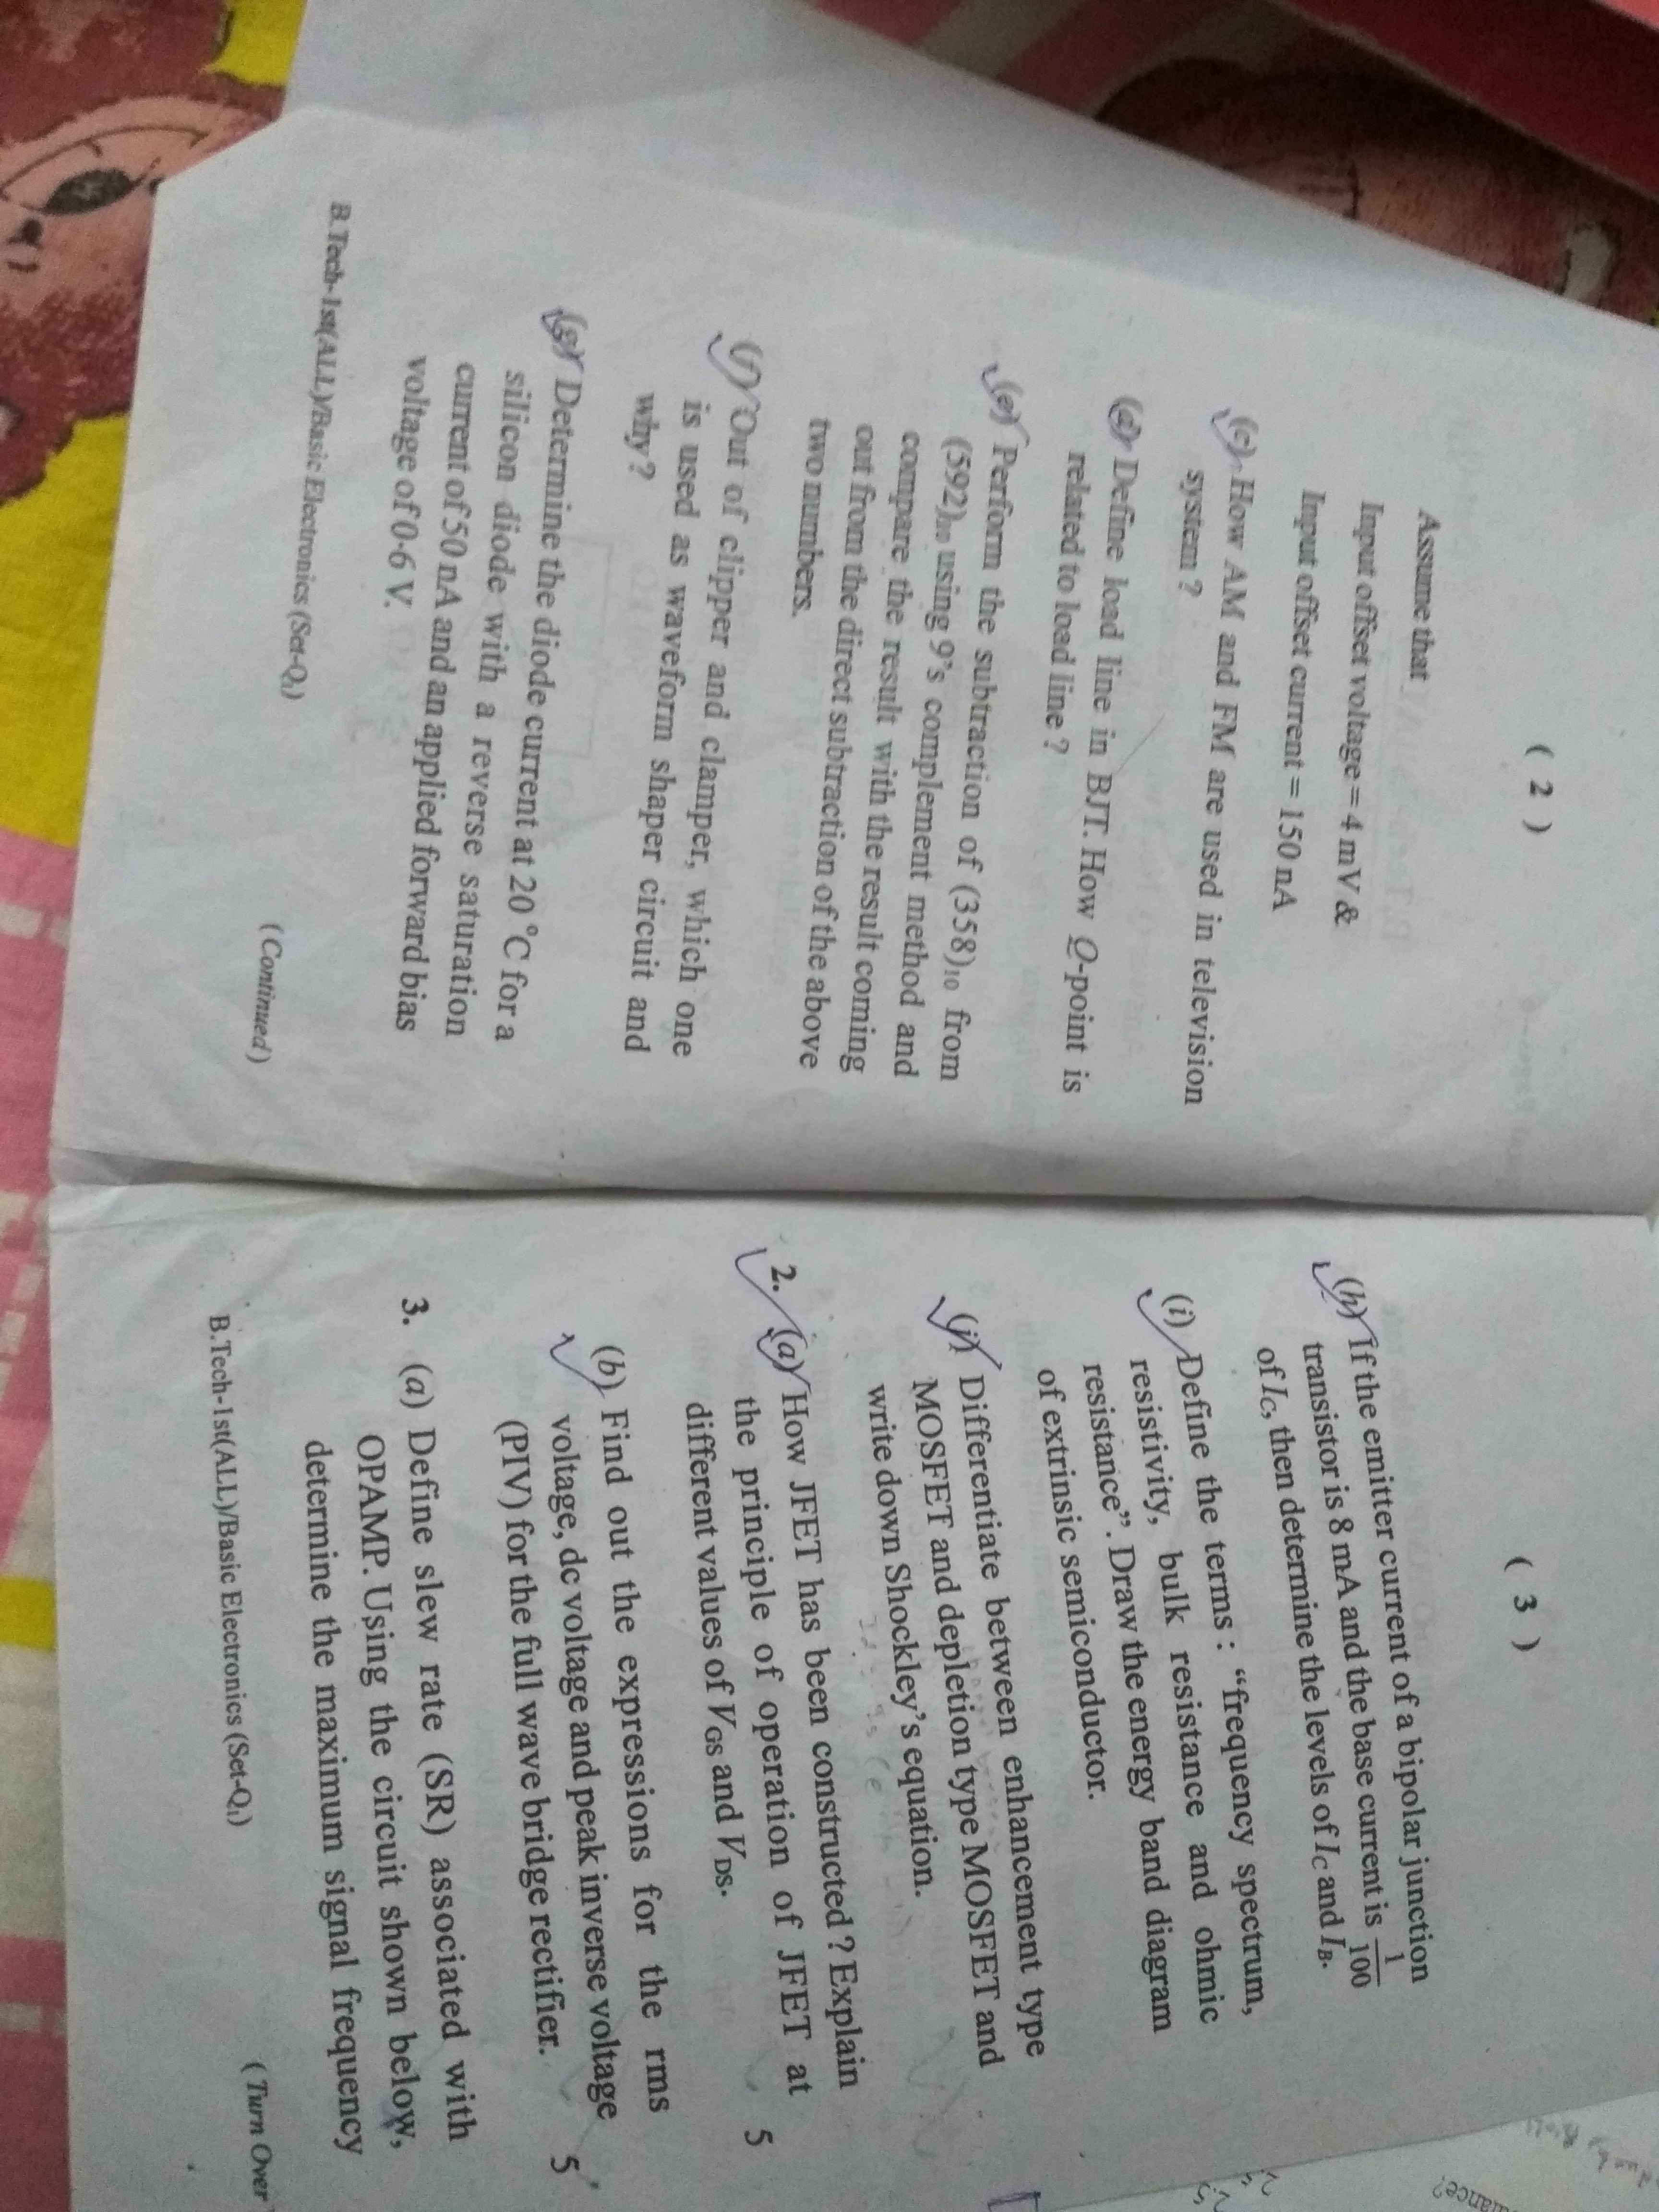 ( 2 )
Assume that
Input offset voltage = 4 mV &
Input offset current = 150 nA
(c) How AM and FM are used in television
system ?
(d) Define load line in BJT. How Q-point is
related to load line ?
(e) Perform the subtraction of (358)₁₀ from
(592)₁₀ using 9's complement method and
compare the result with the result coming
out from the direct subtraction of the above
two numbers.
(f) Out of clipper and clamper, which one
is used as waveform shaper circuit and
why ?
(g) Determine the diode current at 20 °C for a
silicon diode with a reverse saturation
current of 50 nA and an applied forward bias
voltage of 0·6 V.
B.Tech-1st(ALL)/Basic Electronics (Set-Q₁)
(Continued)
( 3 )
(h) If the emitter current of a bipolar junction
transistor is 8 mA and the base current is 1/100
of IC, then determine the levels of IC and IB.
(i) Define the terms : "frequency spectrum,
resistivity, bulk resistance and ohmic
resistance". Draw the energy band diagram
of extrinsic semiconductor.
(j) Differentiate between enhancement type
MOSFET and depletion type MOSFET and
write down Shockley's equation.
2. (a) How JFET has been constructed ? Explain
the principle of operation of JFET at
different values of VGS and VDS. 5
(b) Find out the expressions for the rms
voltage, dc voltage and peak inverse voltage
(PIV) for the full wave bridge rectifier. 5
3. (a) Define slew rate (SR) associated with
OPAMP. Using the circuit shown below,
determine the maximum signal frequency
B.Tech-1st(ALL)/Basic Electronics (Set-Q₁)
( Turn Over